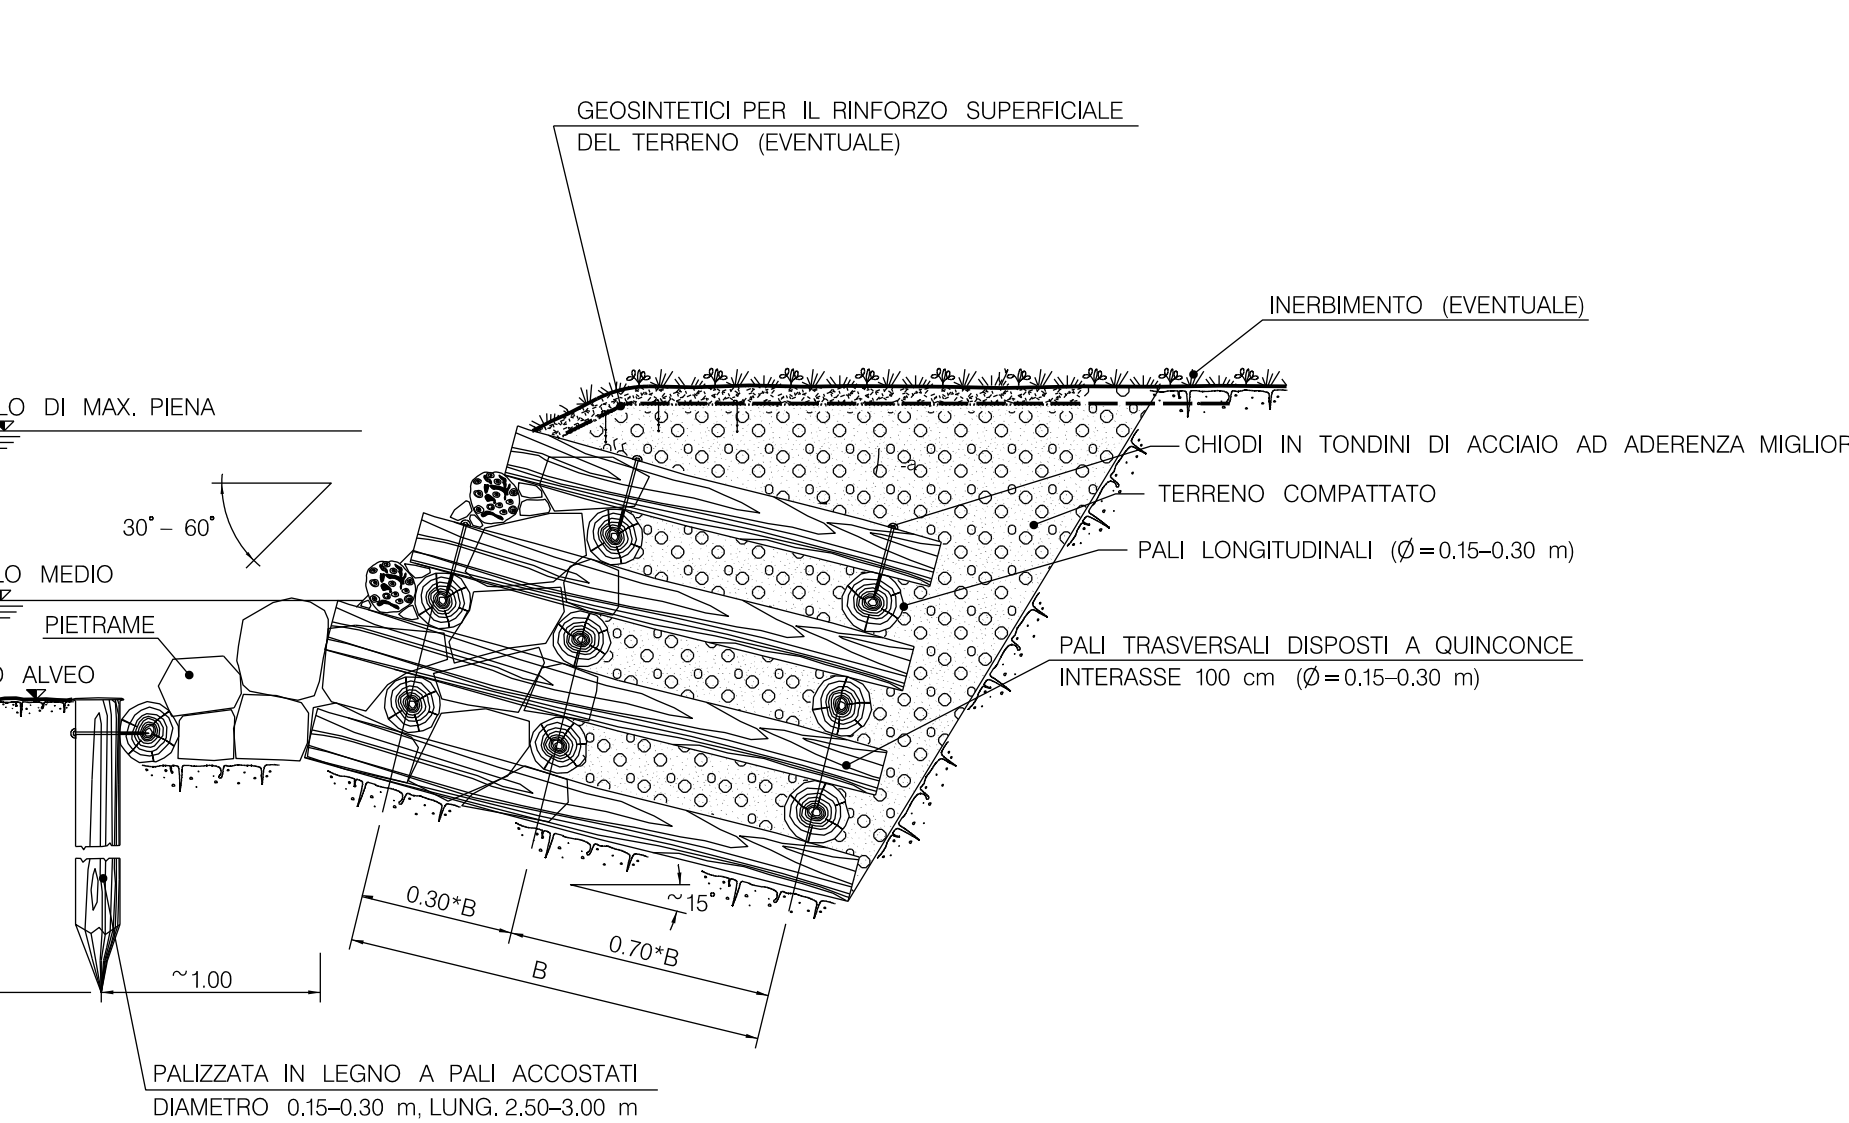 GEOSINTETICI PER IL RINFORZO SUPERFICIALE
DEL TERRENO (EVENTUALE)
INERBIMENTO (EVENTUALE)
LO DI MAX. PIENA
CHIODI IN TONDINI DI ACCIAIO AD ADERENZA MIGLIOR
TERRENO COMPATTATO
30° – 60°
PALI LONGITUDINALI (Ø=0.15–0.30 m)
LO MEDIO
PIETRAME
PALI TRASVERSALI DISPOSTI A QUINCONCE
INTERASSE 100 cm (Ø=0.15–0.30 m)
O ALVEO
0.30*B
~15°
0.70*B
B
~1.00
PALIZZATA IN LEGNO A PALI ACCOSTATI
DIAMETRO 0.15–0.30 m, LUNG. 2.50–3.00 m